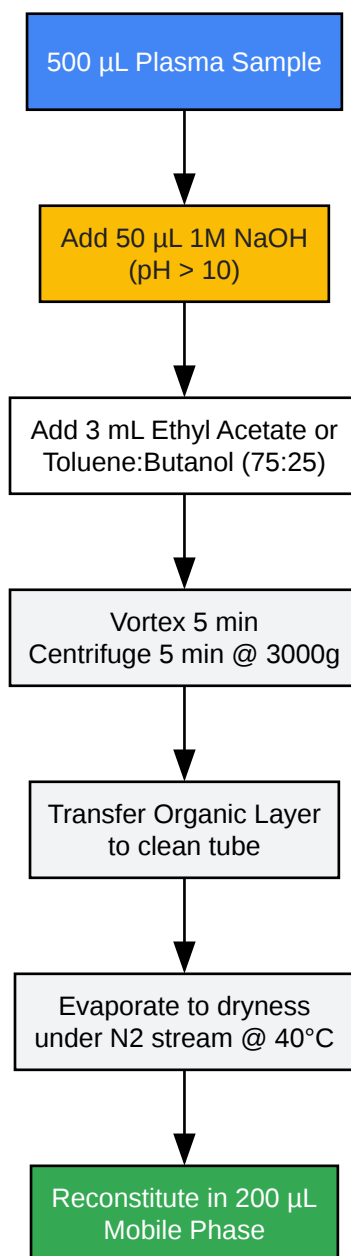 500 µL Plasma Sample
Add 50 µL 1M NaOH
(pH > 10)
Add 3 mL Ethyl Acetate or
Toluene:Butanol (75:25)
Vortex 5 min
Centrifuge 5 min @ 3000g
Transfer Organic Layer
to clean tube
Evaporate to dryness
under N2 stream @ 40°C
Reconstitute in 200 µL
Mobile Phase